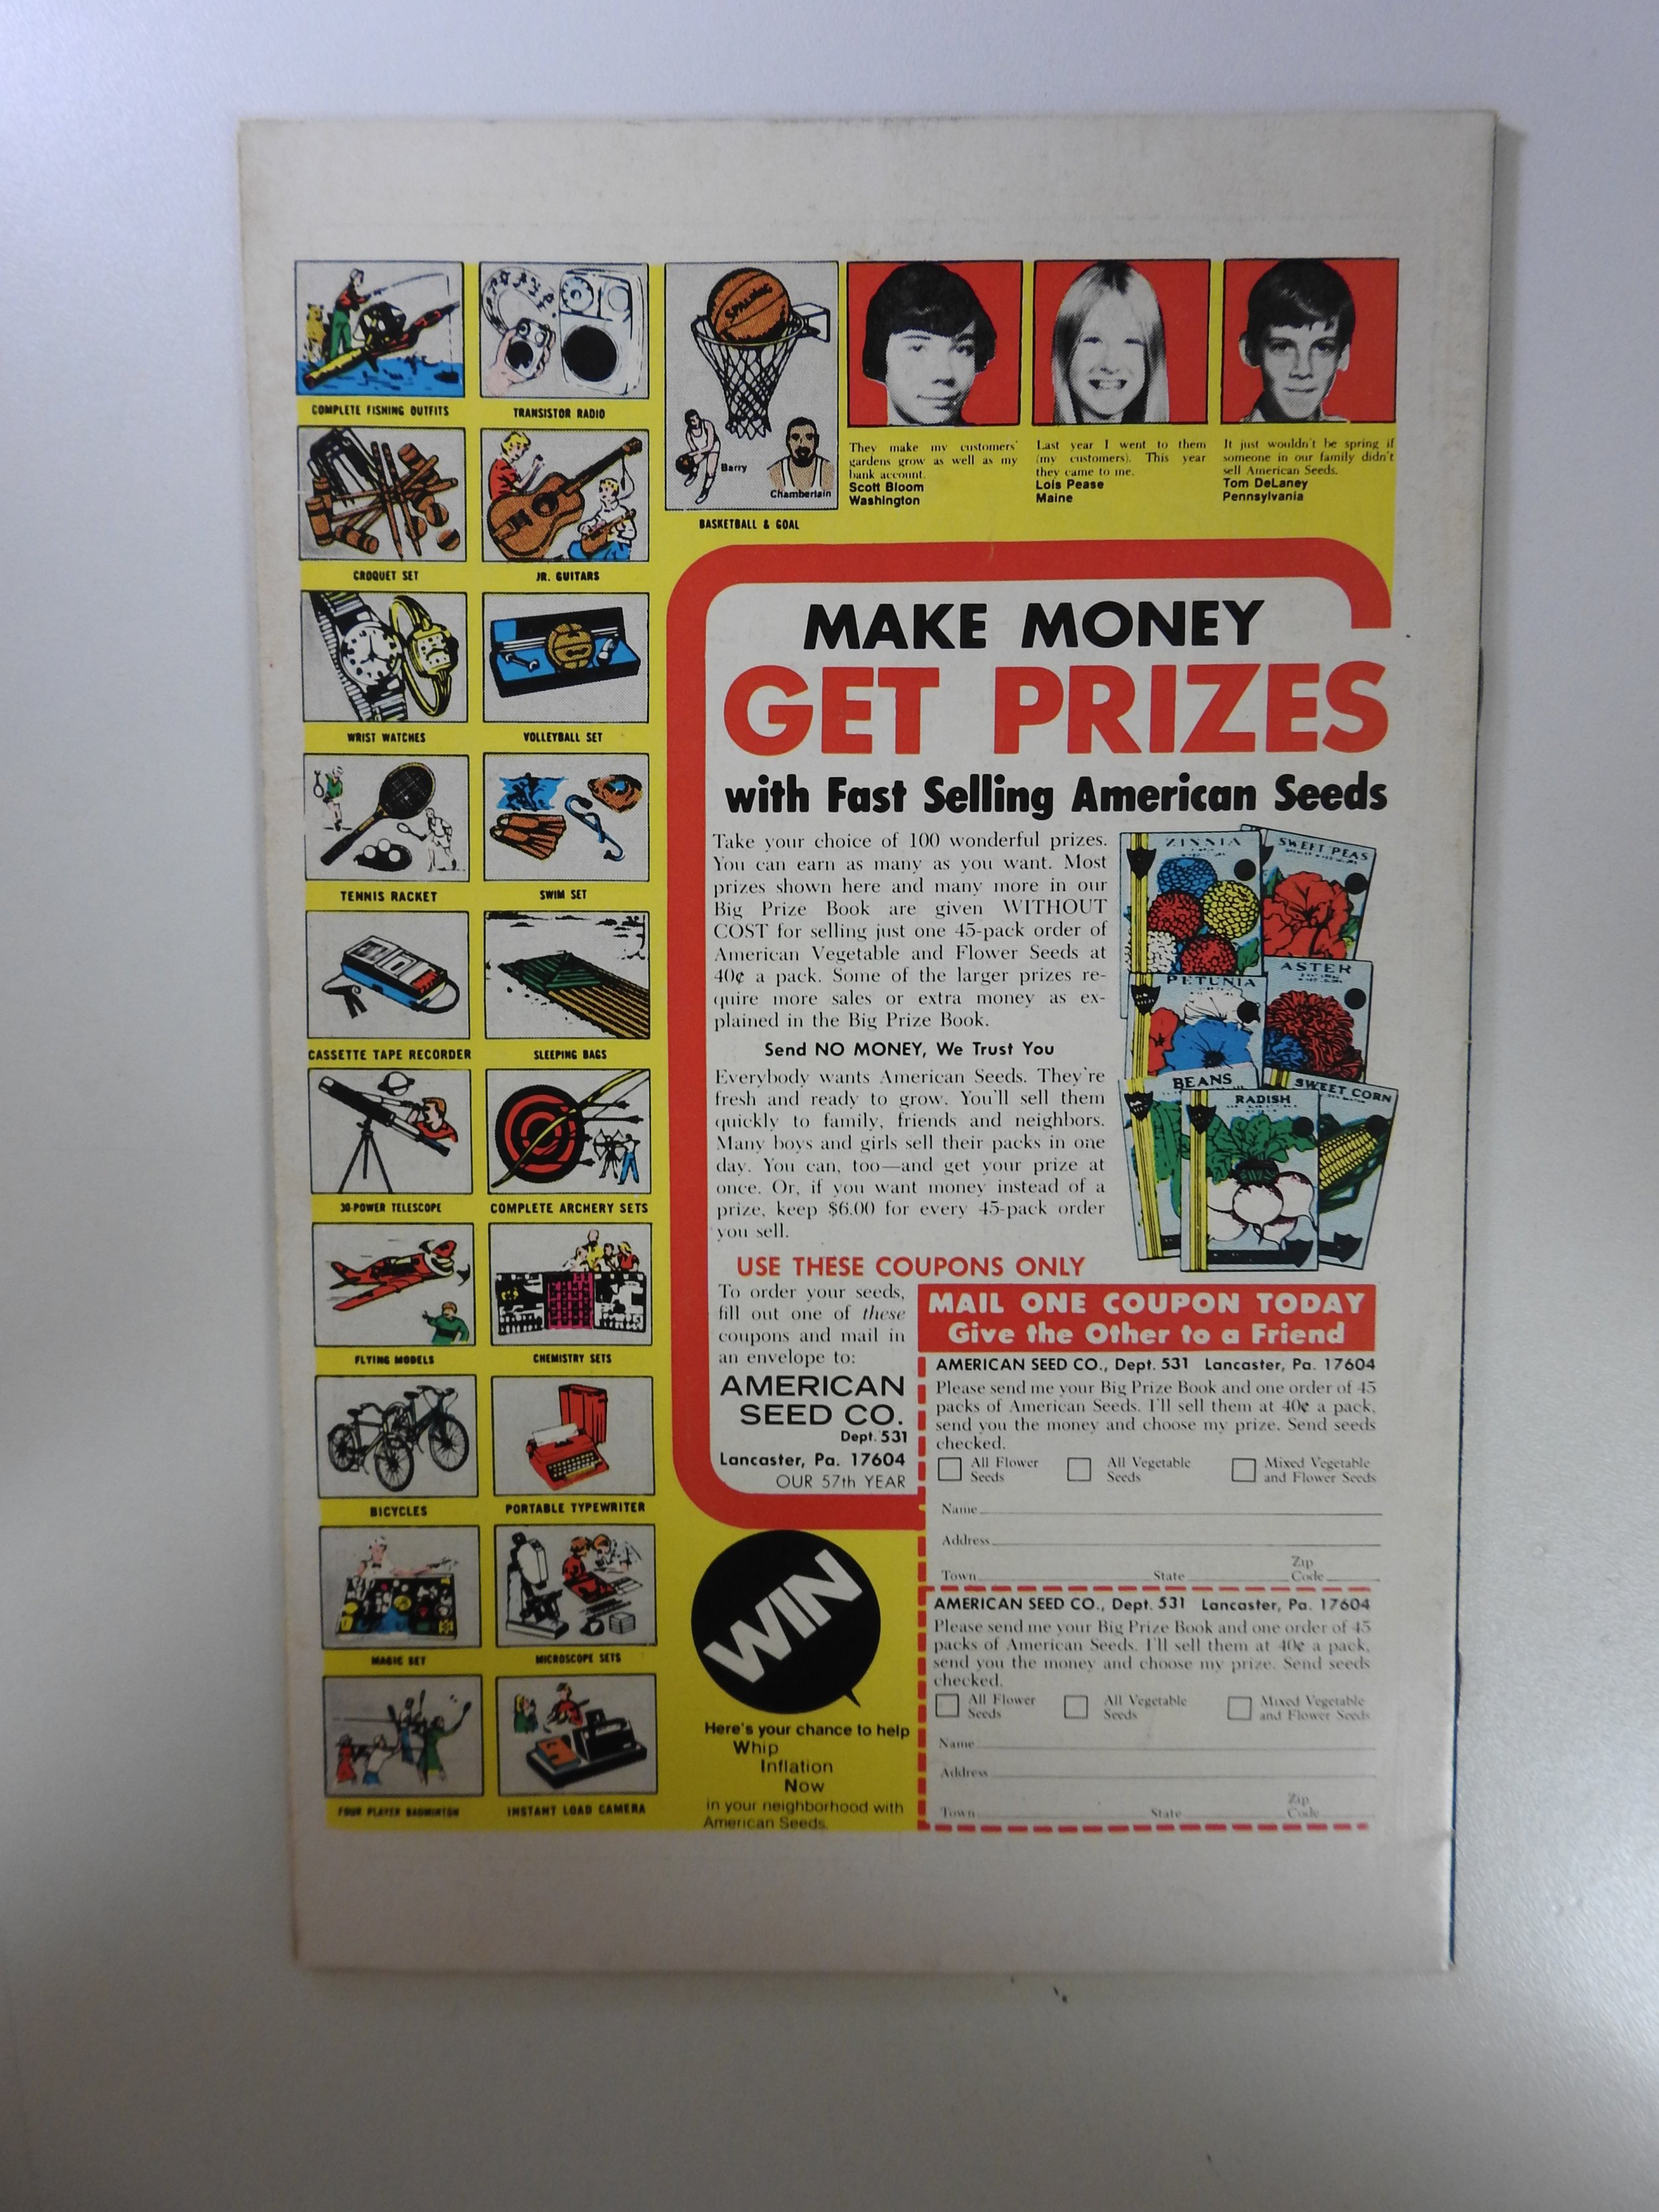 COMPLETE FISHING OUTFITS
TRANSISTOR RADIO
CROQUET SET
JR. GUITARS
WRIST WATCHES
VOLLEYBALL SET
TENNIS RACKET
SWIM SET
CASSETTE TAPE RECORDER
SLEEPING BAGS
30-POWER TELESCOPE
COMPLETE ARCHERY SETS
FLYING MODELS
CHEMISTRY SETS
BICYCLES
PORTABLE TYPEWRITER
MAGIC SET
MICROSCOPE SETS
FOUR PLAYER BADMINTON
INSTANT LOAD CAMERA
SPALDING
Barry
Chamberlain
BASKETBALL & GOAL
They make my customers'
gardens grow as well as my
bank account.
Scott Bloom
Washington
Last year I went to them
(my customers). This year
they came to me.
Lois Pease
Maine
It just wouldn't be spring if
someone in our family didn't
sell American Seeds.
Tom DeLaney
Pennsylvania
MAKE MONEY
GET PRIZES
with Fast Selling American Seeds
Take your choice of 100 wonderful prizes.
You can earn as many as you want. Most
prizes shown here and many more in our
Big Prize Book are given WITHOUT
COST for selling just one 45-pack order of
American Vegetable and Flower Seeds at
40¢ a pack. Some of the larger prizes re-
quire more sales or extra money as ex-
plained in the Big Prize Book.
Send NO MONEY, We Trust You
Everybody wants American Seeds. They're
fresh and ready to grow. You'll sell them
quickly to family, friends and neighbors.
Many boys and girls sell their packs in one
day. You can, too—and get your prize at
once. Or, if you want money instead of a
prize, keep $6.00 for every 45-pack order
you sell.
ZINNIA
SWEET PEAS
PETUNIA
ASTER
BEANS
RADISH
SWEET CORN
USE THESE COUPONS ONLY
To order your seeds,
fill out one of these
coupons and mail in
an envelope to:
AMERICAN
SEED CO.
Dept. 531
Lancaster, Pa. 17604
OUR 57th YEAR
MAIL ONE COUPON TODAY
Give the Other to a Friend
AMERICAN SEED CO., Dept. 531 Lancaster, Pa. 17604
Please send me your Big Prize Book and one order of 45
packs of American Seeds. I'll sell them at 40¢ a pack,
send you the money and choose my prize. Send seeds
checked.
All Flower Seeds
All Vegetable Seeds
Mixed Vegetable and Flower Seeds
Name
Address
Town State Zip Code
AMERICAN SEED CO., Dept. 531 Lancaster, Pa. 17604
Please send me your Big Prize Book and one order of 45
packs of American Seeds. I'll sell them at 40¢ a pack,
send you the money and choose my prize. Send seeds
checked.
All Flower Seeds
All Vegetable Seeds
Mixed Vegetable and Flower Seeds
Name
Address
Town State Zip Code
WIN
Here's your chance to help
Whip
Inflation
Now
in your neighborhood with
American Seeds.